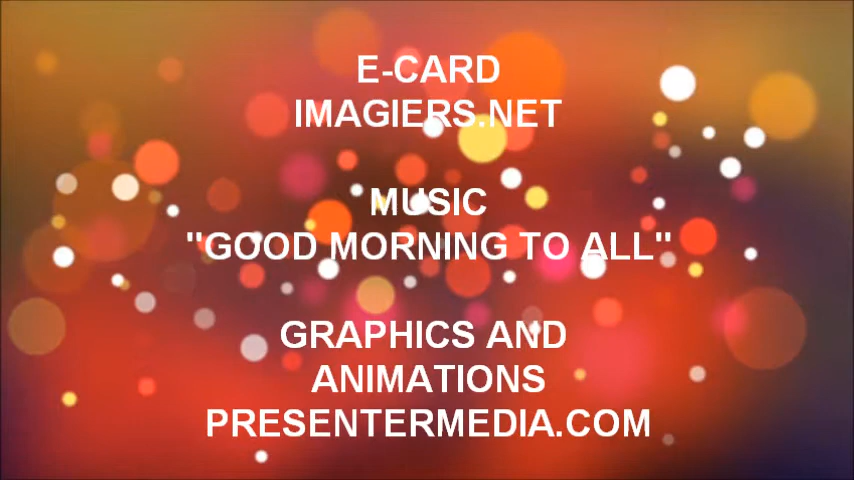 E-CARD
IMAGIERS.NET
MUSIC
"GOOD MORNING TO ALL"
GRAPHICS AND
ANIMATIONS
PRESENTERMEDIA.COM